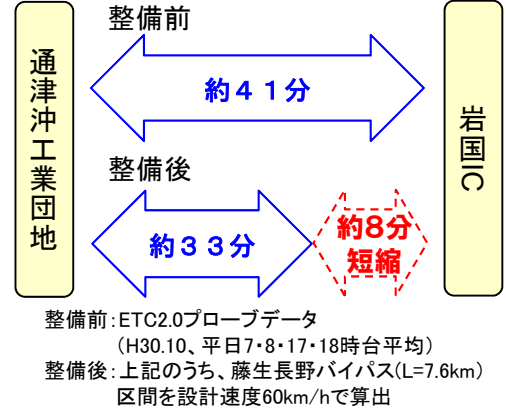 整備前
通津沖工業団地
約41分
岩国IC
整備後
約33分
約8分
短縮
整備前:ETC2.0プローブデータ
(H30.10、平日7・8・17・18時台平均)
整備後:上記のうち、藤生長野バイパス(L=7.6km)
区間を設計速度60km/hで算出